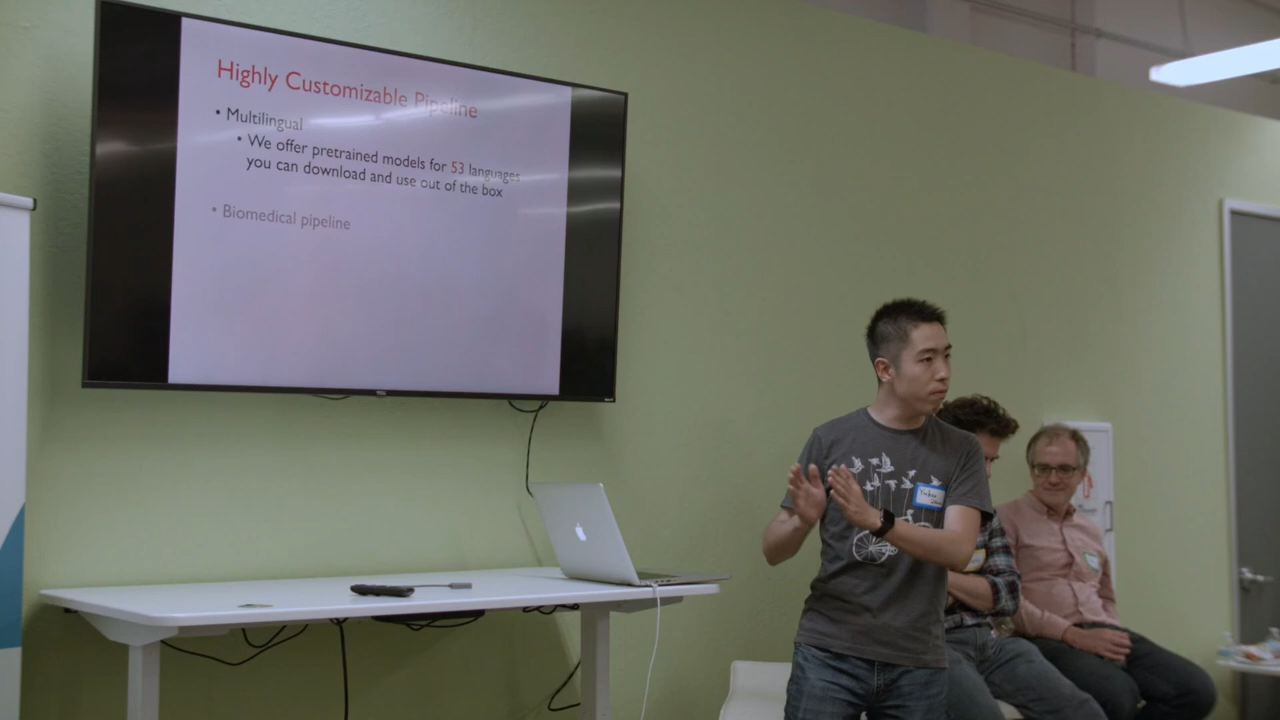 Highly Customizable Pipeline
• Multilingual
• We offer pretrained models for 53 languages
you can download and use out of the box
• Biomedical pipeline